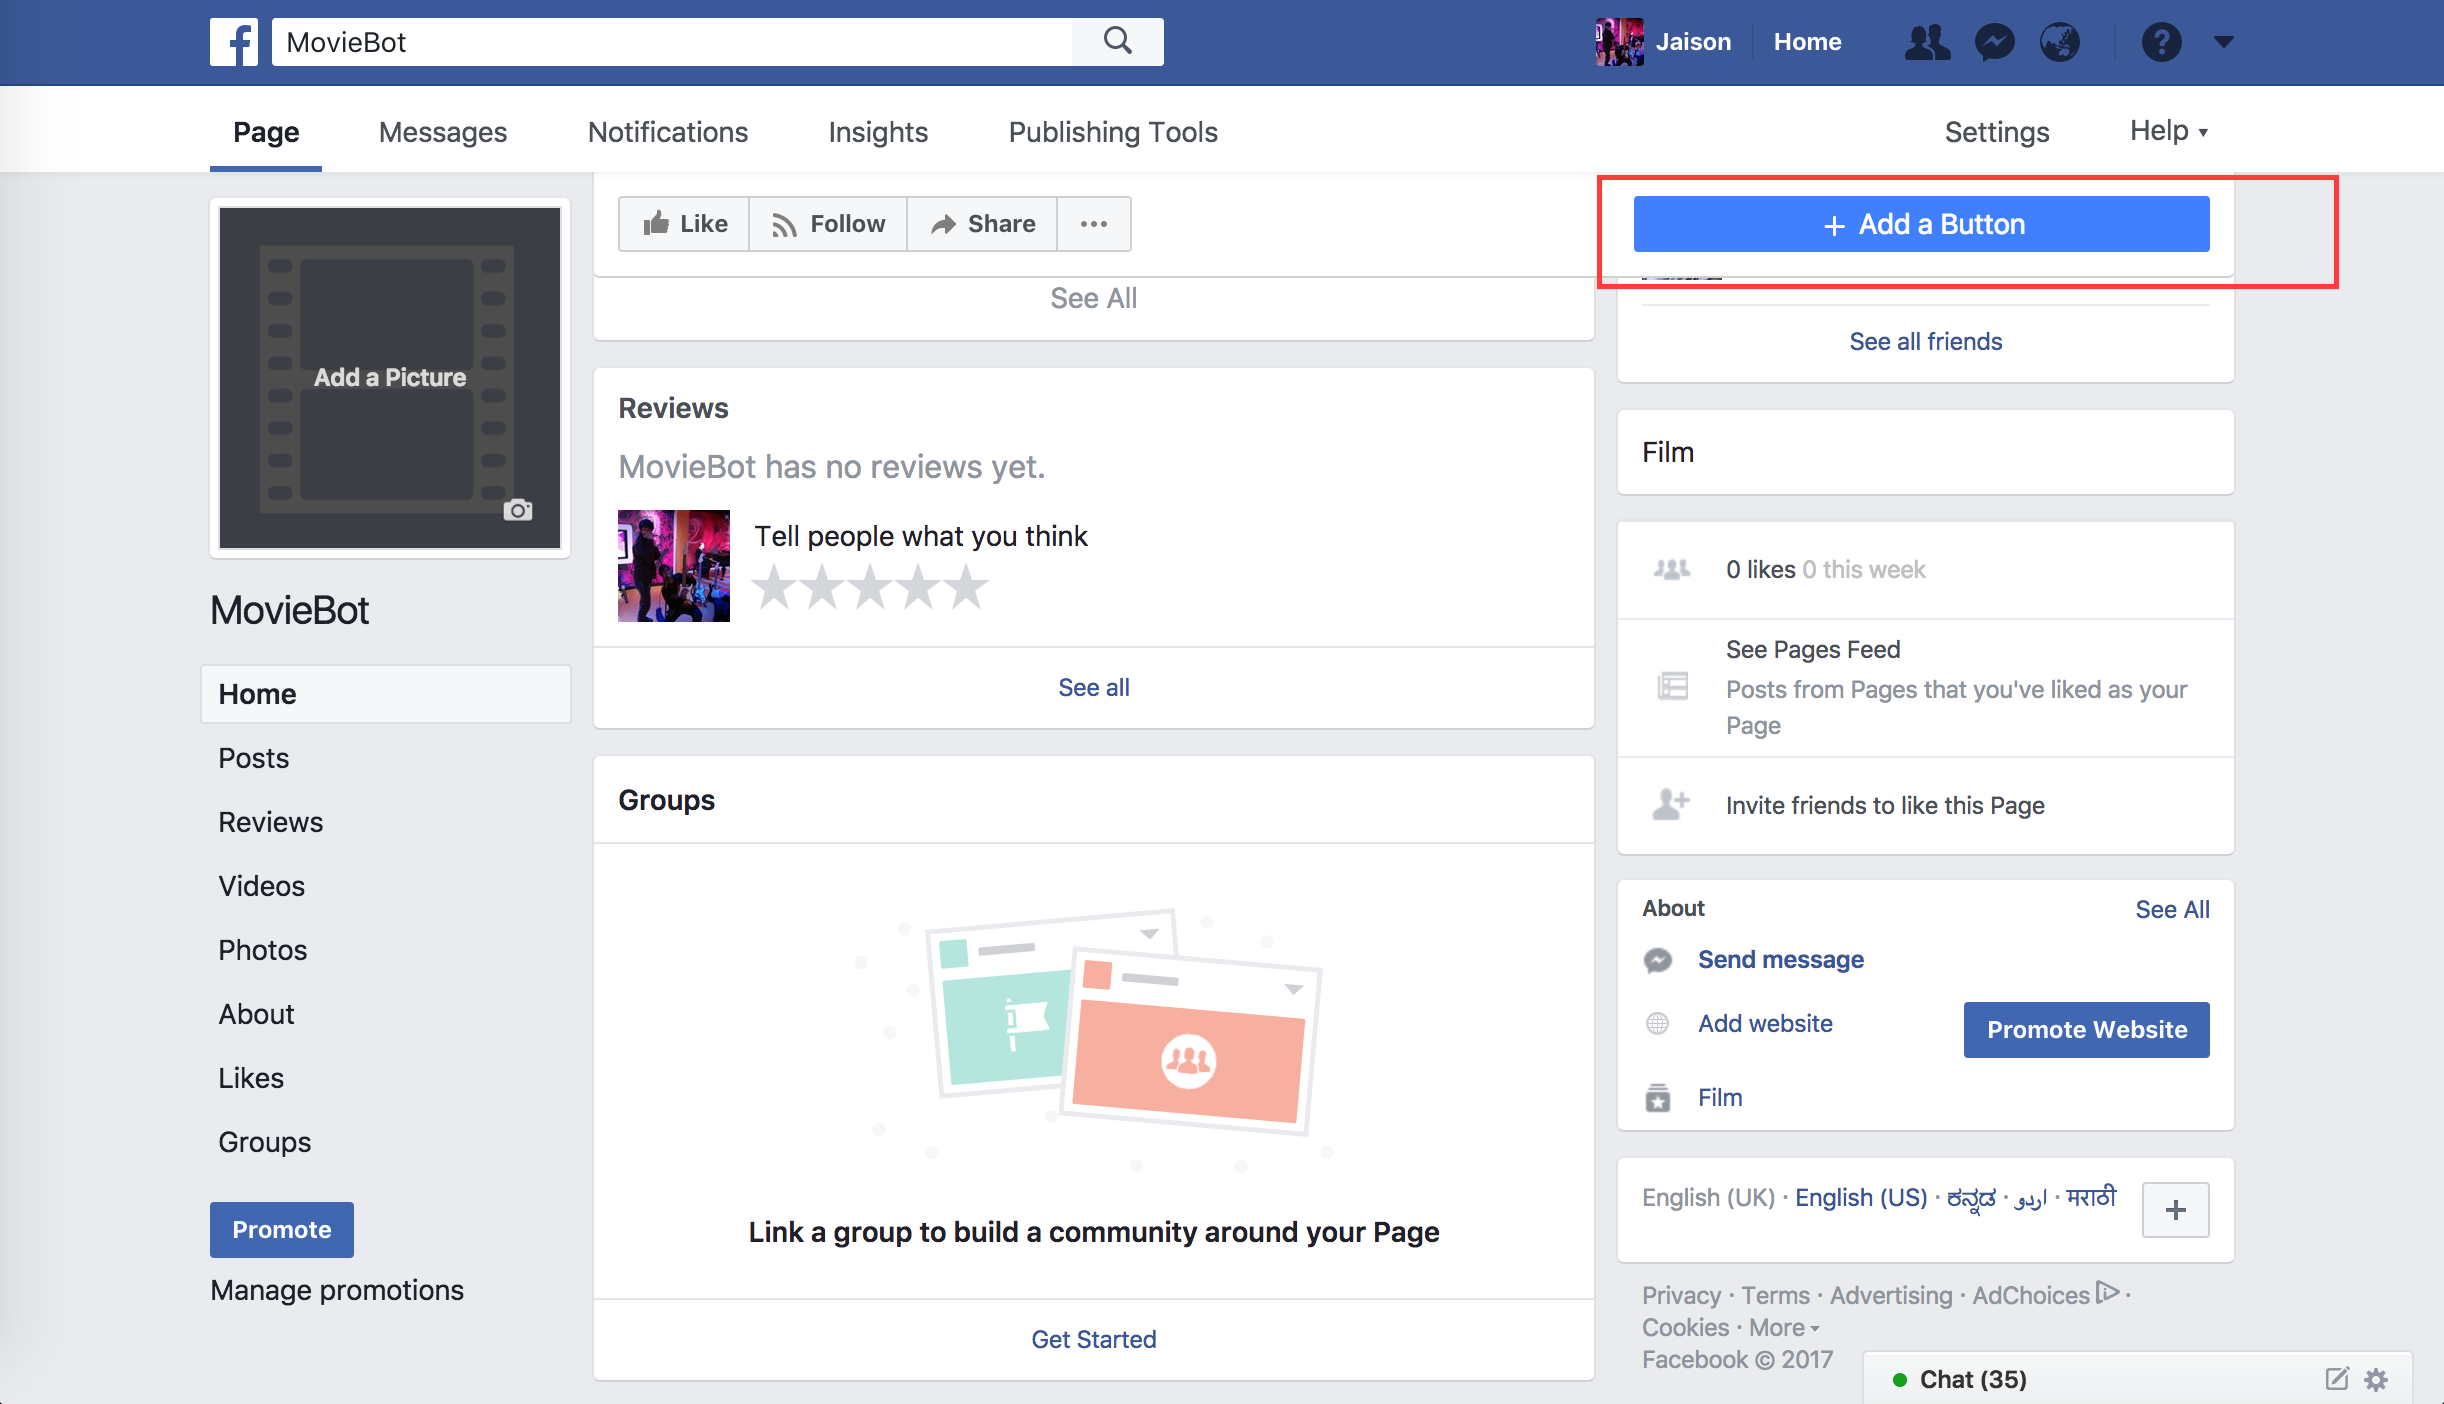 f
MovieBot
Jaison
Home
?
Page
Messages
Notifications
Insights
Publishing Tools
Settings
Help
Like
Follow
Share
...
+ Add a Button
See All
See all friends
Add a Picture
MovieBot
Home
Posts
Reviews
Videos
Photos
About
Likes
Groups
Promote
Manage promotions
Reviews
MovieBot has no reviews yet.
Tell people what you think
See all
Groups
Link a group to build a community around your Page
Get Started
Film
0 likes 0 this week
See Pages Feed
Posts from Pages that you've liked as your
Page
Invite friends to like this Page
About
See All
Send message
Add website
Promote Website
Film
English (UK) · English (US) · ಕನ್ನಡ · اردو · मराठी
+
Privacy · Terms · Advertising · AdChoices ·
Cookies · More
Facebook © 2017
Chat (35)